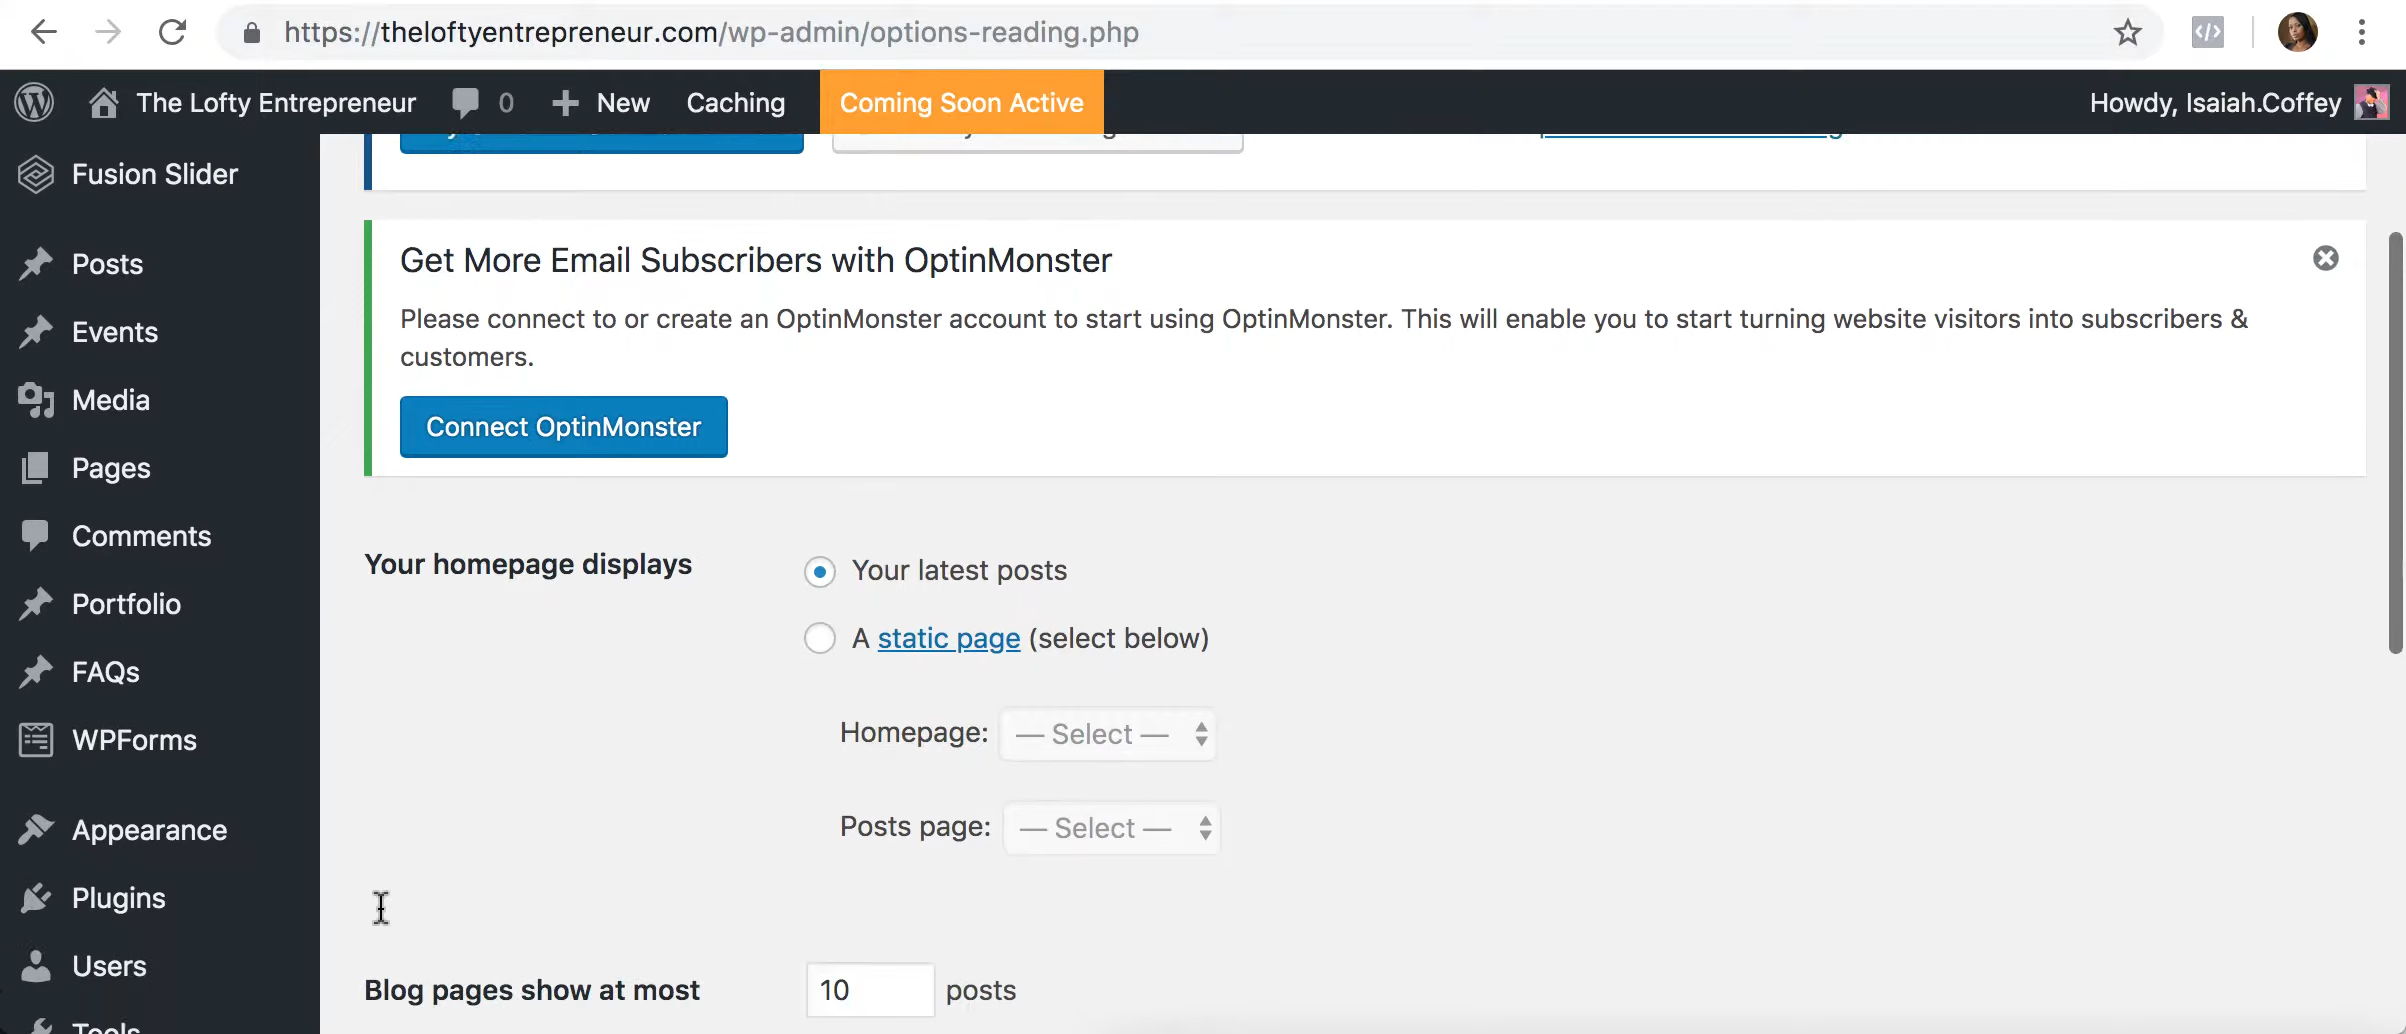 https://theloftyentrepreneur.com/wp-admin/options-reading.php
The Lofty Entrepreneur 0 New Caching Coming Soon Active Howdy, Isaiah.Coffey
Fusion Slider
Posts
Events
Media
Pages
Comments
Portfolio
FAQs
WPForms
Appearance
Plugins
Users
Tools
Get More Email Subscribers with OptinMonster
Please connect to or create an OptinMonster account to start using OptinMonster. This will enable you to start turning website visitors into subscribers &
customers.
Connect OptinMonster
Your homepage displays
Your latest posts
A static page (select below)
Homepage: — Select —
Posts page: — Select —
Blog pages show at most 10 posts